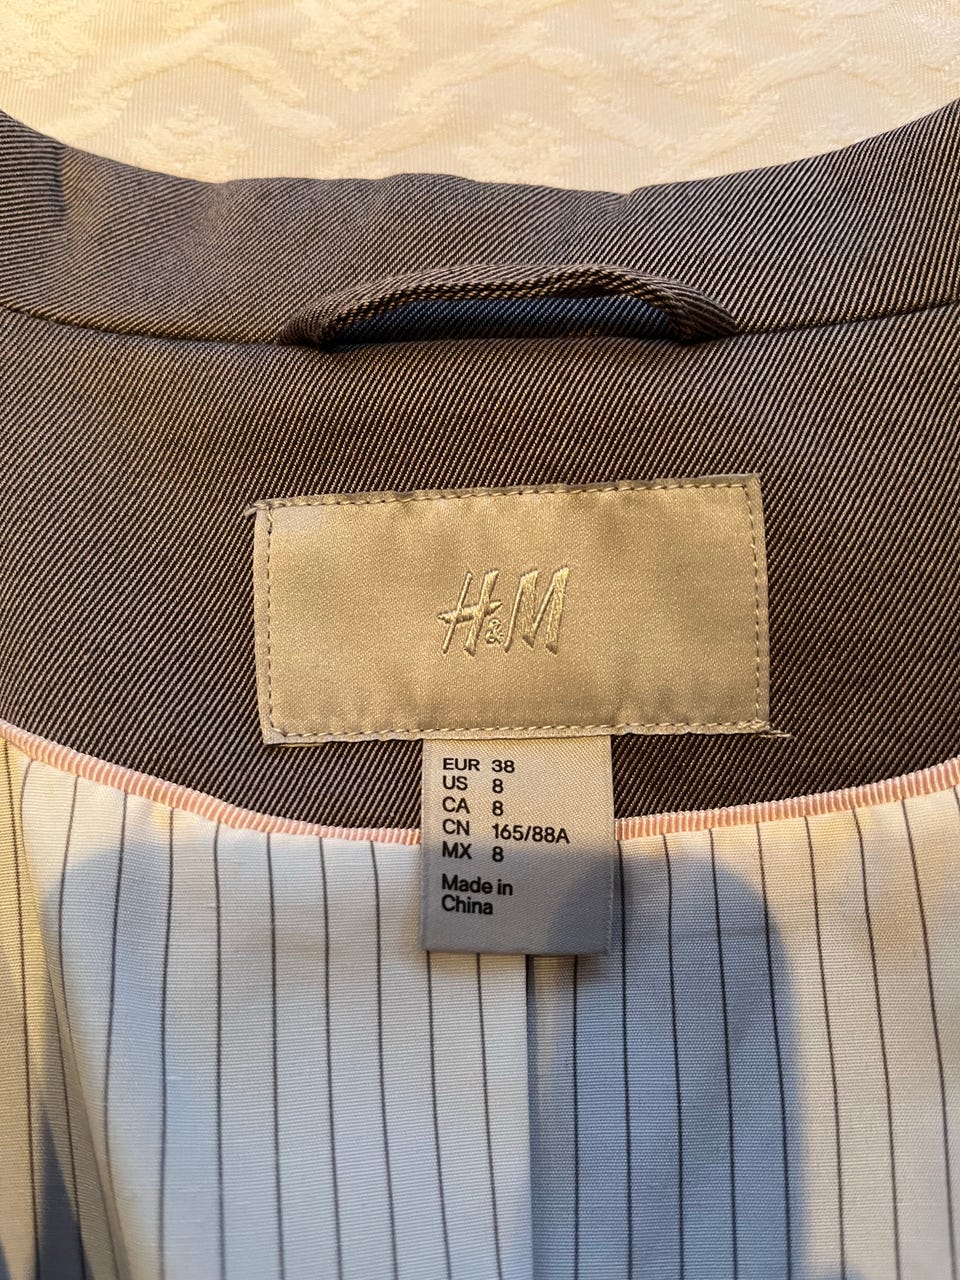 H&M
EUR 38
US 8
CA 8
CN 165/88A
MX 8
Made in
China